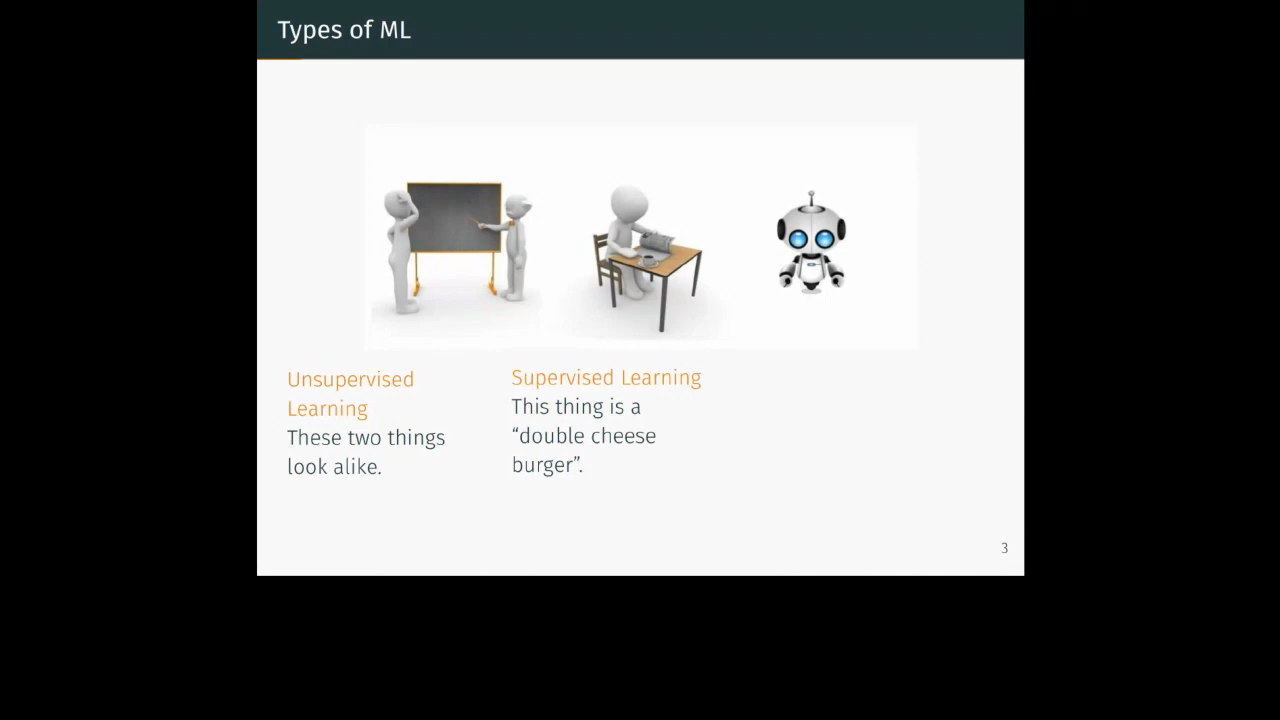 Types of ML
Unsupervised
Learning
These two things
look alike.
Supervised Learning
This thing is a
“double cheese
burger”.
3